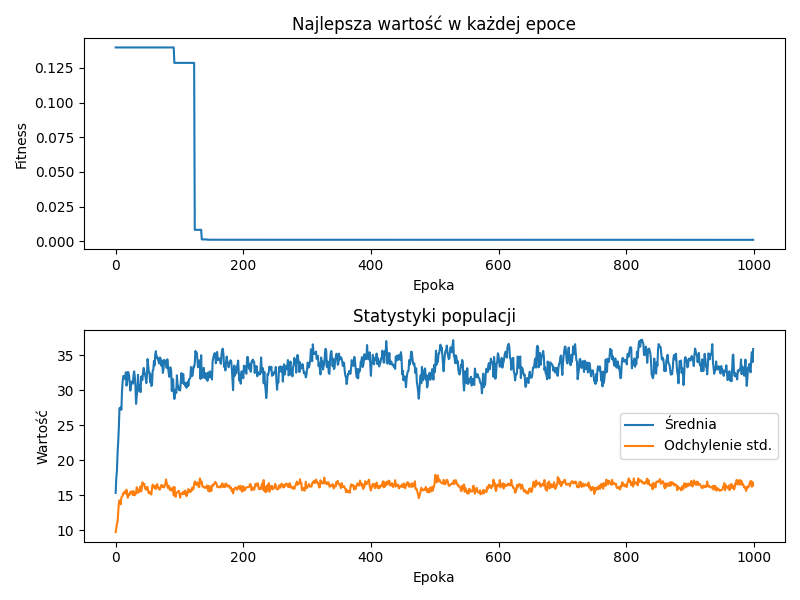 Najlepsza wartość w każdej epoce
0.125
0.100
0.075
0.050
0.025
0.000
Fitness
0 200 400 600 800 1000
Epoka
Statystyki populacji
35
30
25
20
15
10
Wartość
Średnia
Odchylenie std.
0 200 400 600 800 1000
Epoka